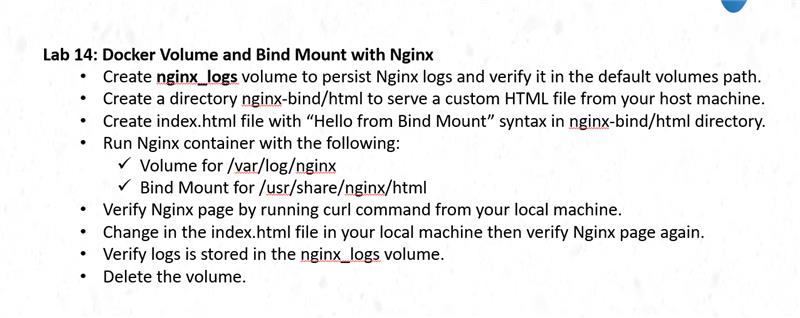 Lab 14: Docker Volume and Bind Mount with Nginx
• Create nginx_logs volume to persist Nginx logs and verify it in the default volumes path.
• Create a directory nginx-bind/html to serve a custom HTML file from your host machine.
• Create index.html file with “Hello from Bind Mount” syntax in nginx-bind/html directory.
• Run Nginx container with the following:
✓ Volume for /var/log/nginx
✓ Bind Mount for /usr/share/nginx/html
• Verify Nginx page by running curl command from your local machine.
• Change in the index.html file in your local machine then verify Nginx page again.
• Verify logs is stored in the nginx_logs volume.
• Delete the volume.